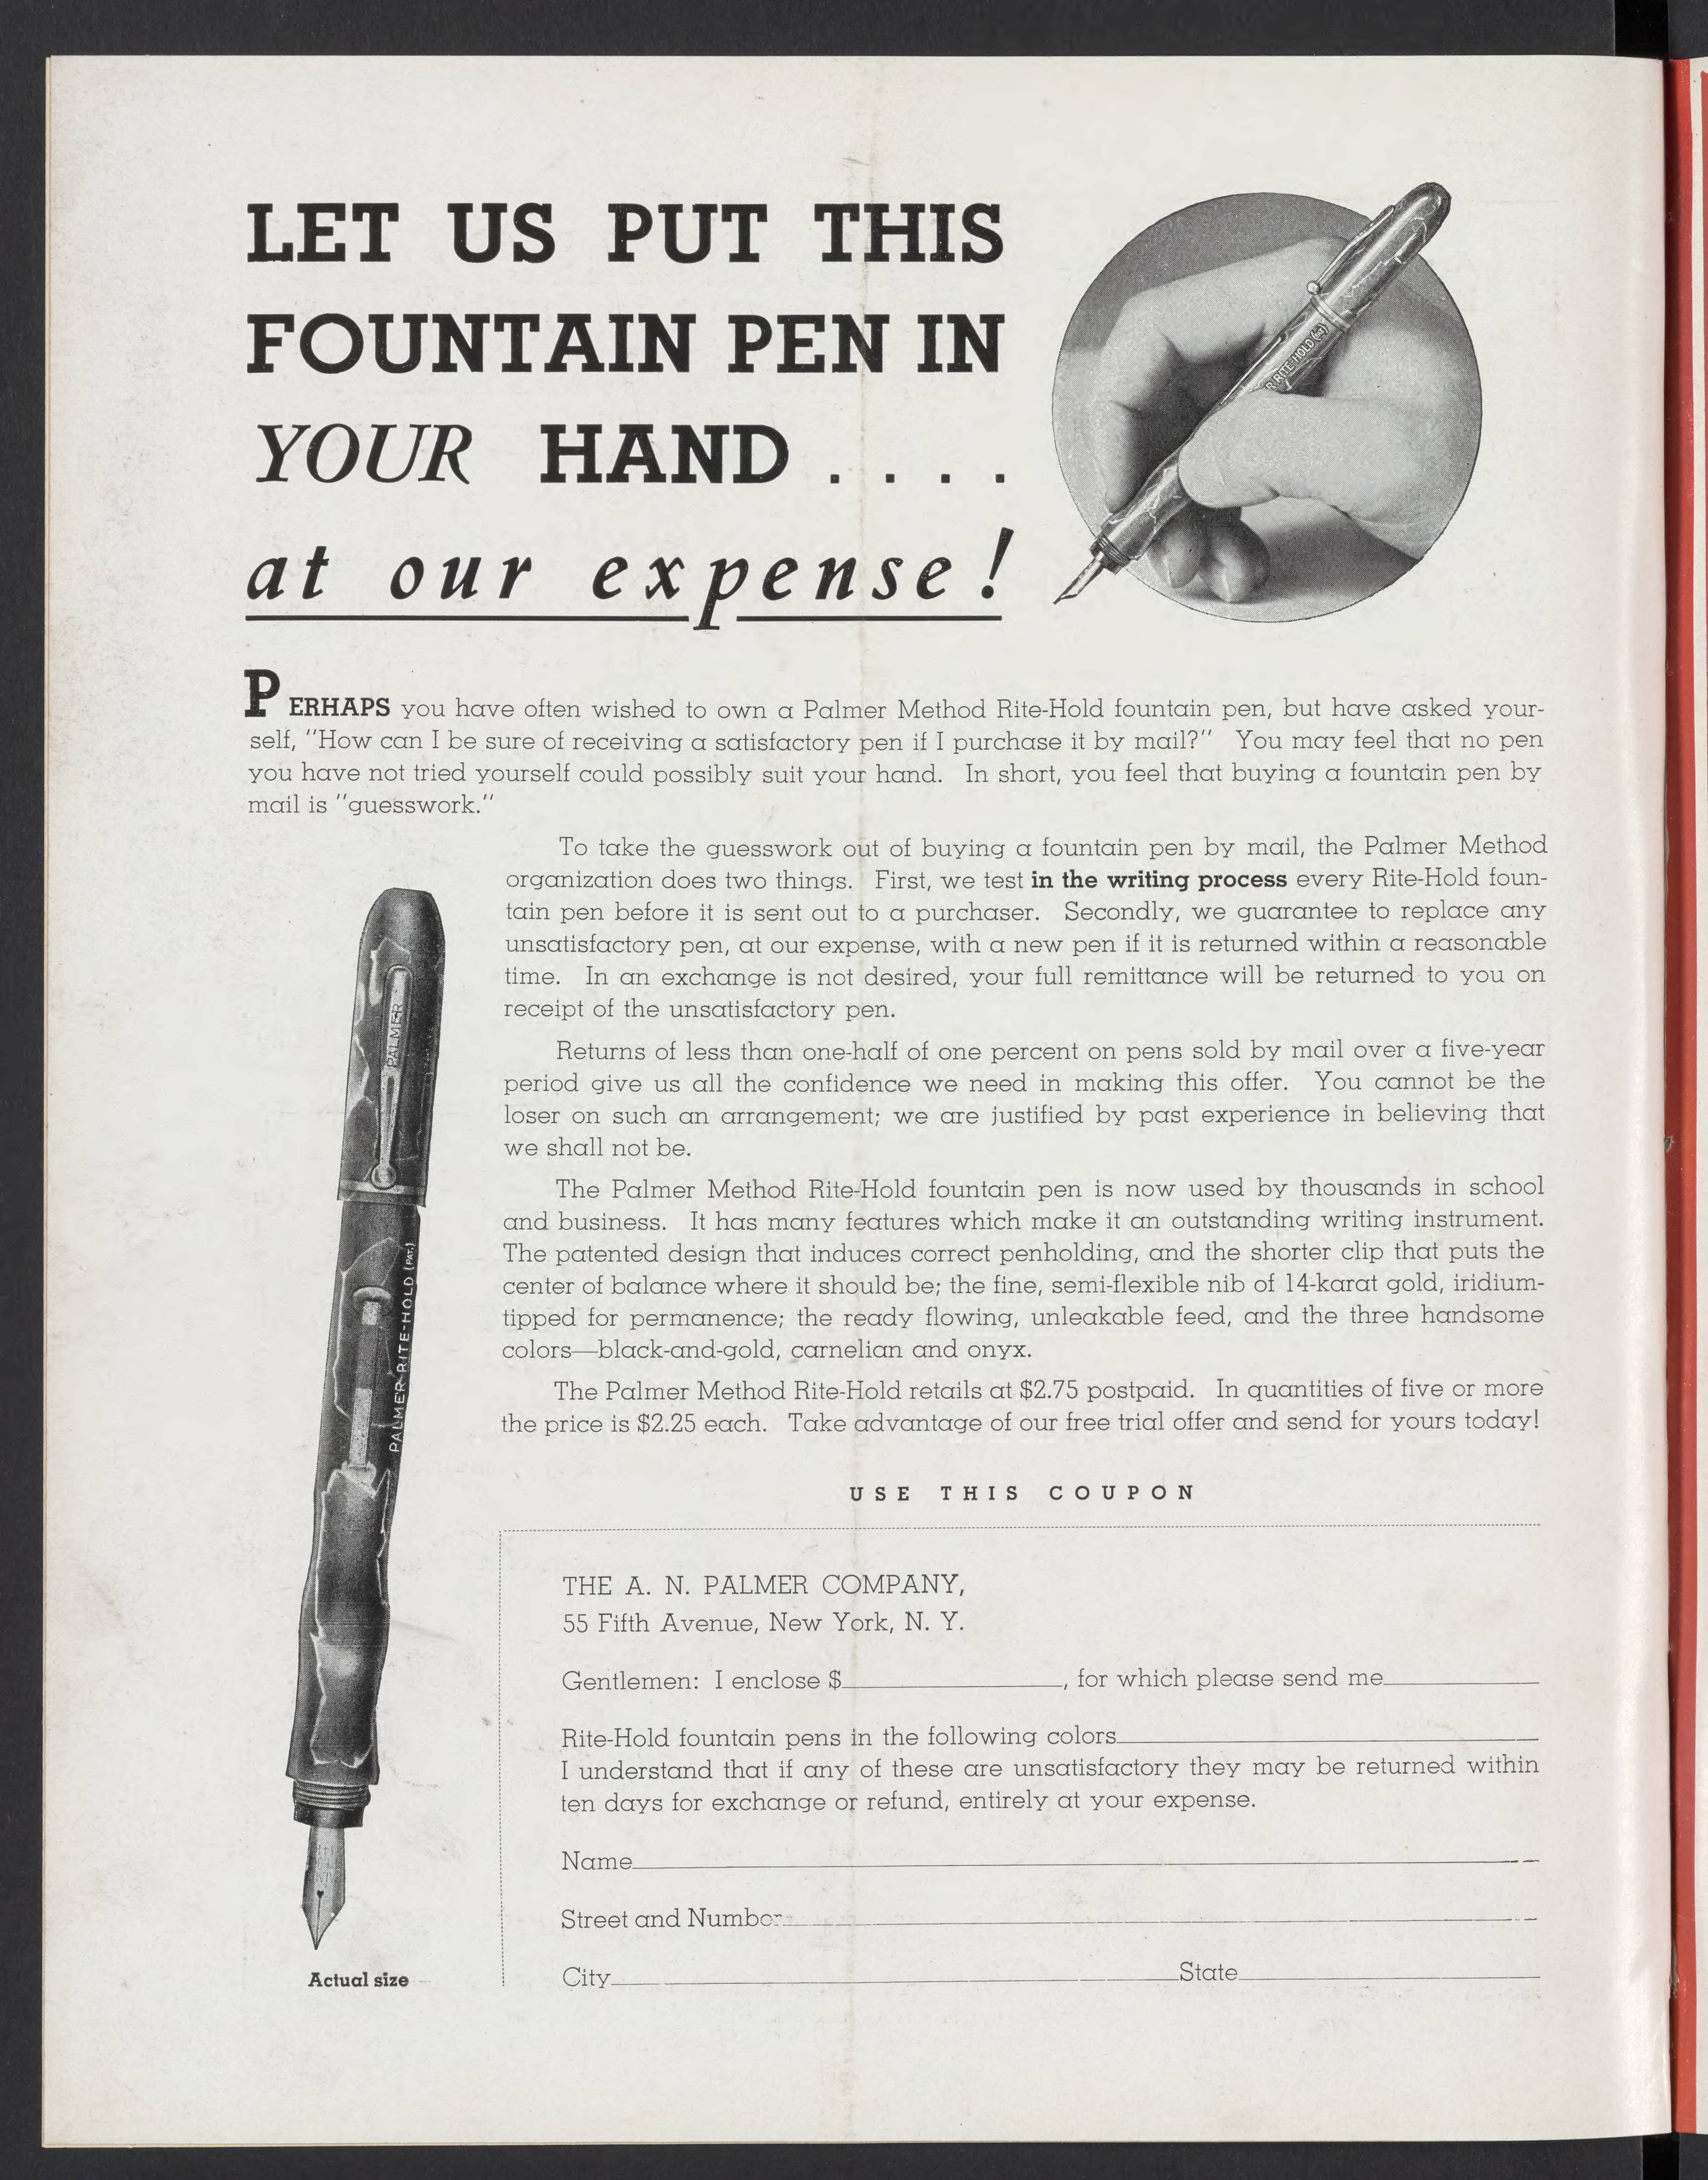 LET US PUT THIS
FOUNTAIN PEN IN
YOUR HAND . . . .
at our expense!
R RITE-HOLD (PAT.)
PERHAPS you have often wished to own a Palmer Method Rite-Hold fountain pen, but have asked your-
self, "How can I be sure of receiving a satisfactory pen if I purchase it by mail?" You may feel that no pen
you have not tried yourself could possibly suit your hand. In short, you feel that buying a fountain pen by
mail is "guesswork."
To take the guesswork out of buying a fountain pen by mail, the Palmer Method
organization does two things. First, we test in the writing process every Rite-Hold foun-
tain pen before it is sent out to a purchaser. Secondly, we guarantee to replace any
unsatisfactory pen, at our expense, with a new pen if it is returned within a reasonable
time. In an exchange is not desired, your full remittance will be returned to you on
receipt of the unsatisfactory pen.
Returns of less than one-half of one percent on pens sold by mail over a five-year
period give us all the confidence we need in making this offer. You cannot be the
loser on such an arrangement; we are justified by past experience in believing that
we shall not be.
The Palmer Method Rite-Hold fountain pen is now used by thousands in school
and business. It has many features which make it an outstanding writing instrument.
The patented design that induces correct penholding, and the shorter clip that puts the
center of balance where it should be; the fine, semi-flexible nib of 14-karat gold, iridium-
tipped for permanence; the ready flowing, unleakable feed, and the three handsome
colors—black-and-gold, carnelian and onyx.
The Palmer Method Rite-Hold retails at $2.75 postpaid. In quantities of five or more
the price is $2.25 each. Take advantage of our free trial offer and send for yours today!
PALMER
PALMER RITE-HOLD (PAT.)
Actual size
USE THIS COUPON
THE A. N. PALMER COMPANY,
55 Fifth Avenue, New York, N. Y.
Gentlemen: I enclose $ , for which please send me
Rite-Hold fountain pens in the following colors
I understand that if any of these are unsatisfactory they may be returned within
ten days for exchange or refund, entirely at your expense.
Name
Street and Number
City State